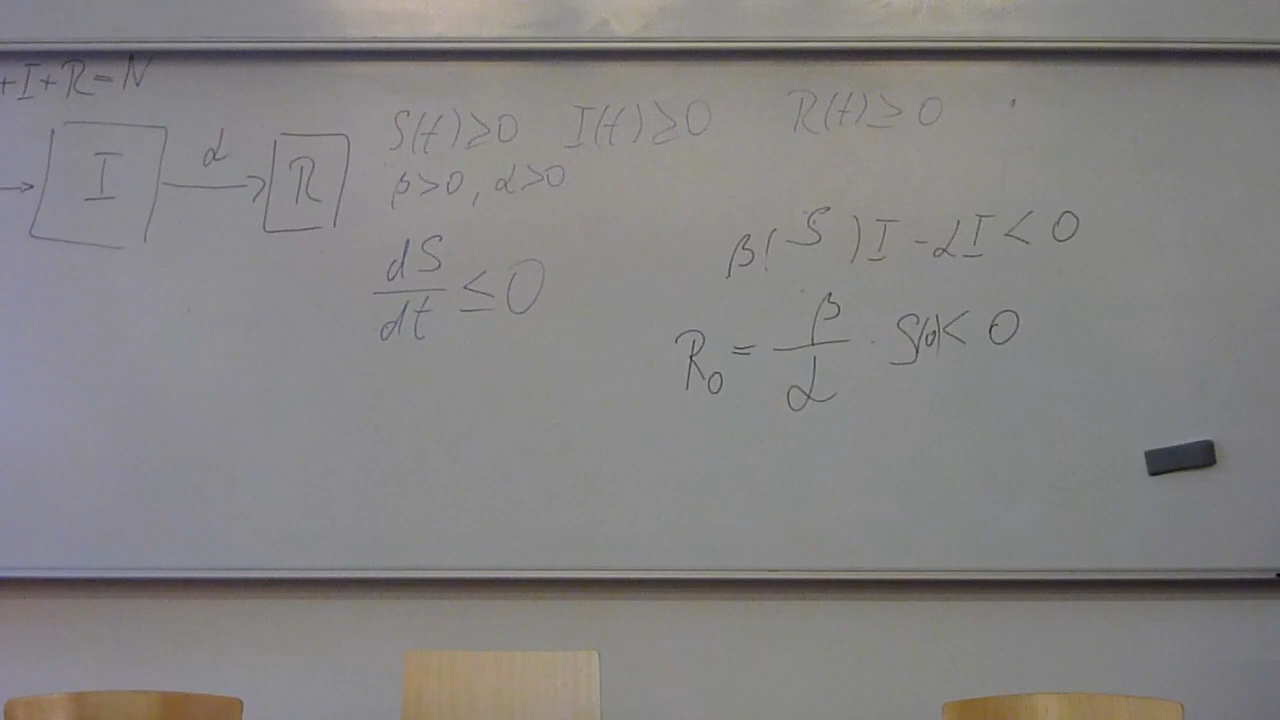 +I+R=N
I α R
S(t)≥0 I(t)≥0 R(t)≥0
β>0, α>0
dS/dt ≤ 0
β( S )I - αI < 0
R₀ = β/α · S(0) < 0